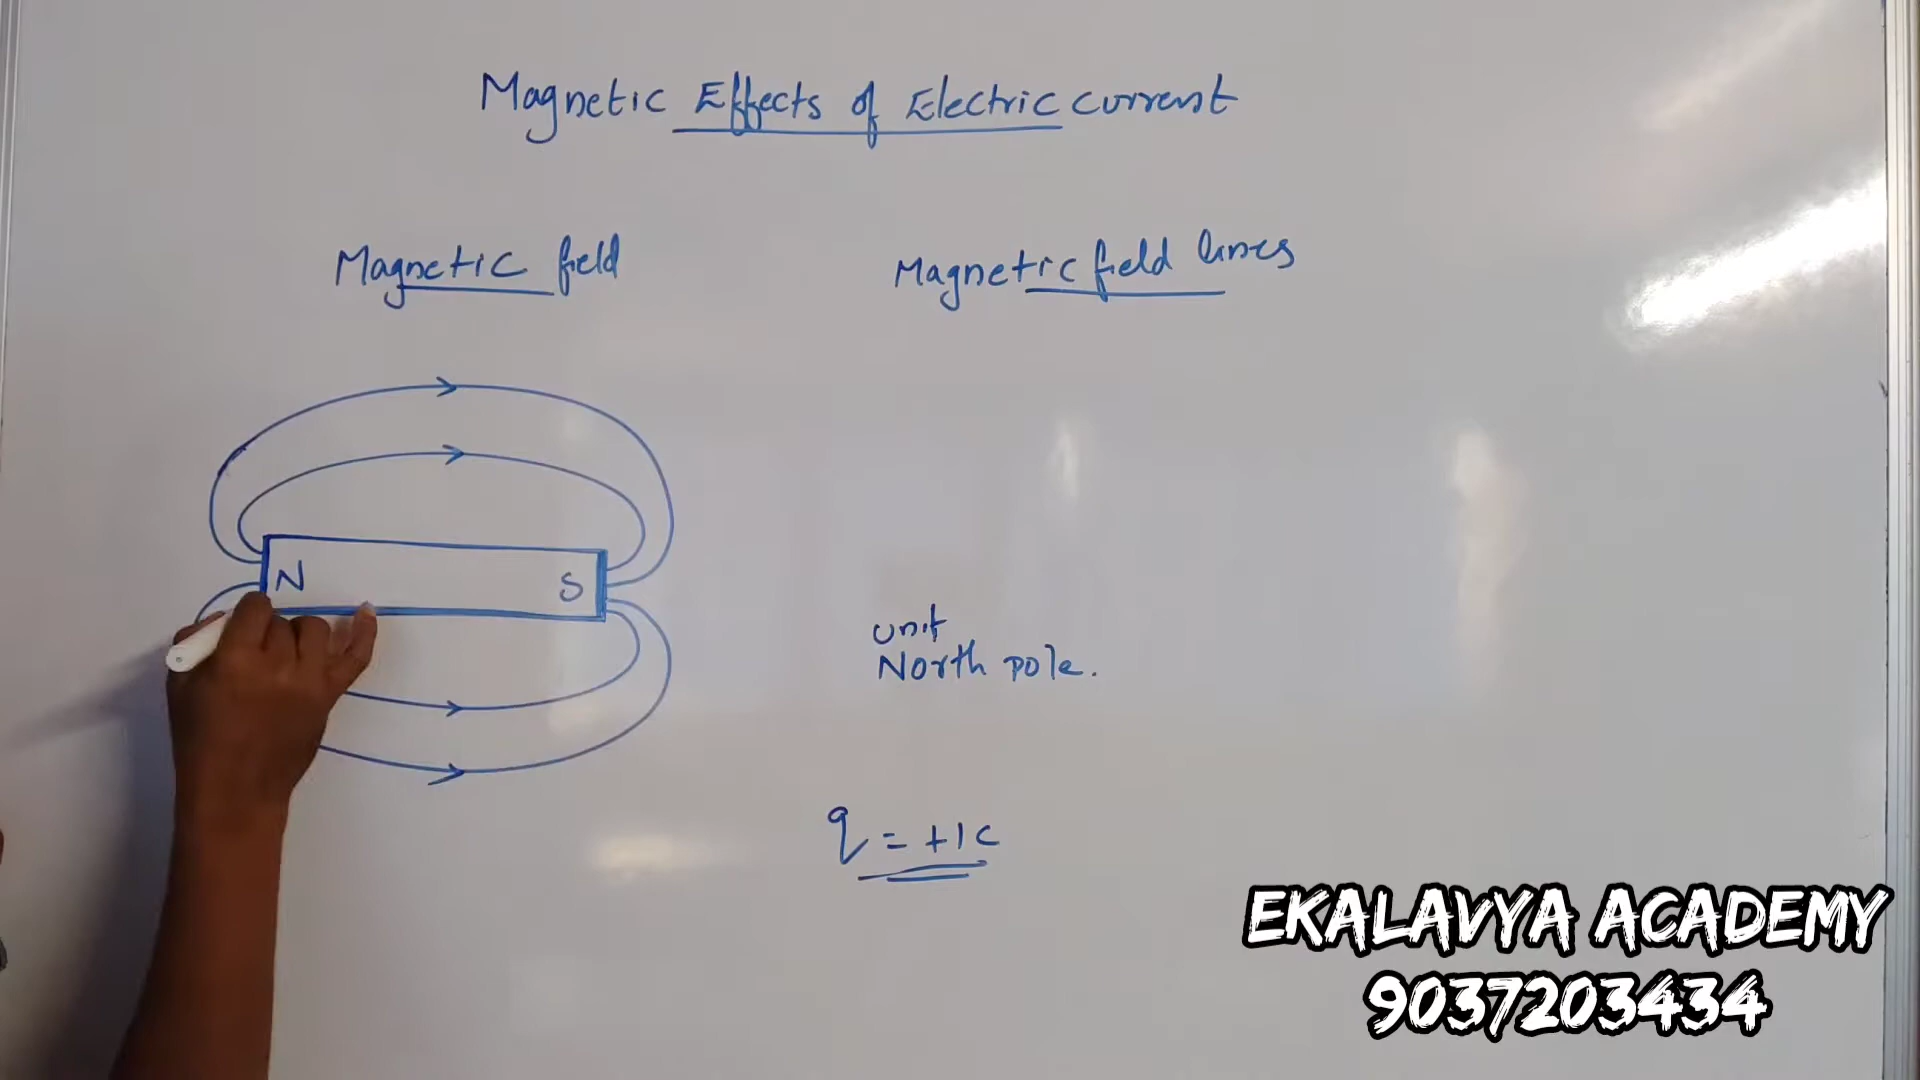 Magnetic Effects of Electric current
Magnetic field
Magnetic field lines
N
S
unit
North pole.
q = +1C
EKALAVYA ACADEMY
9037203434